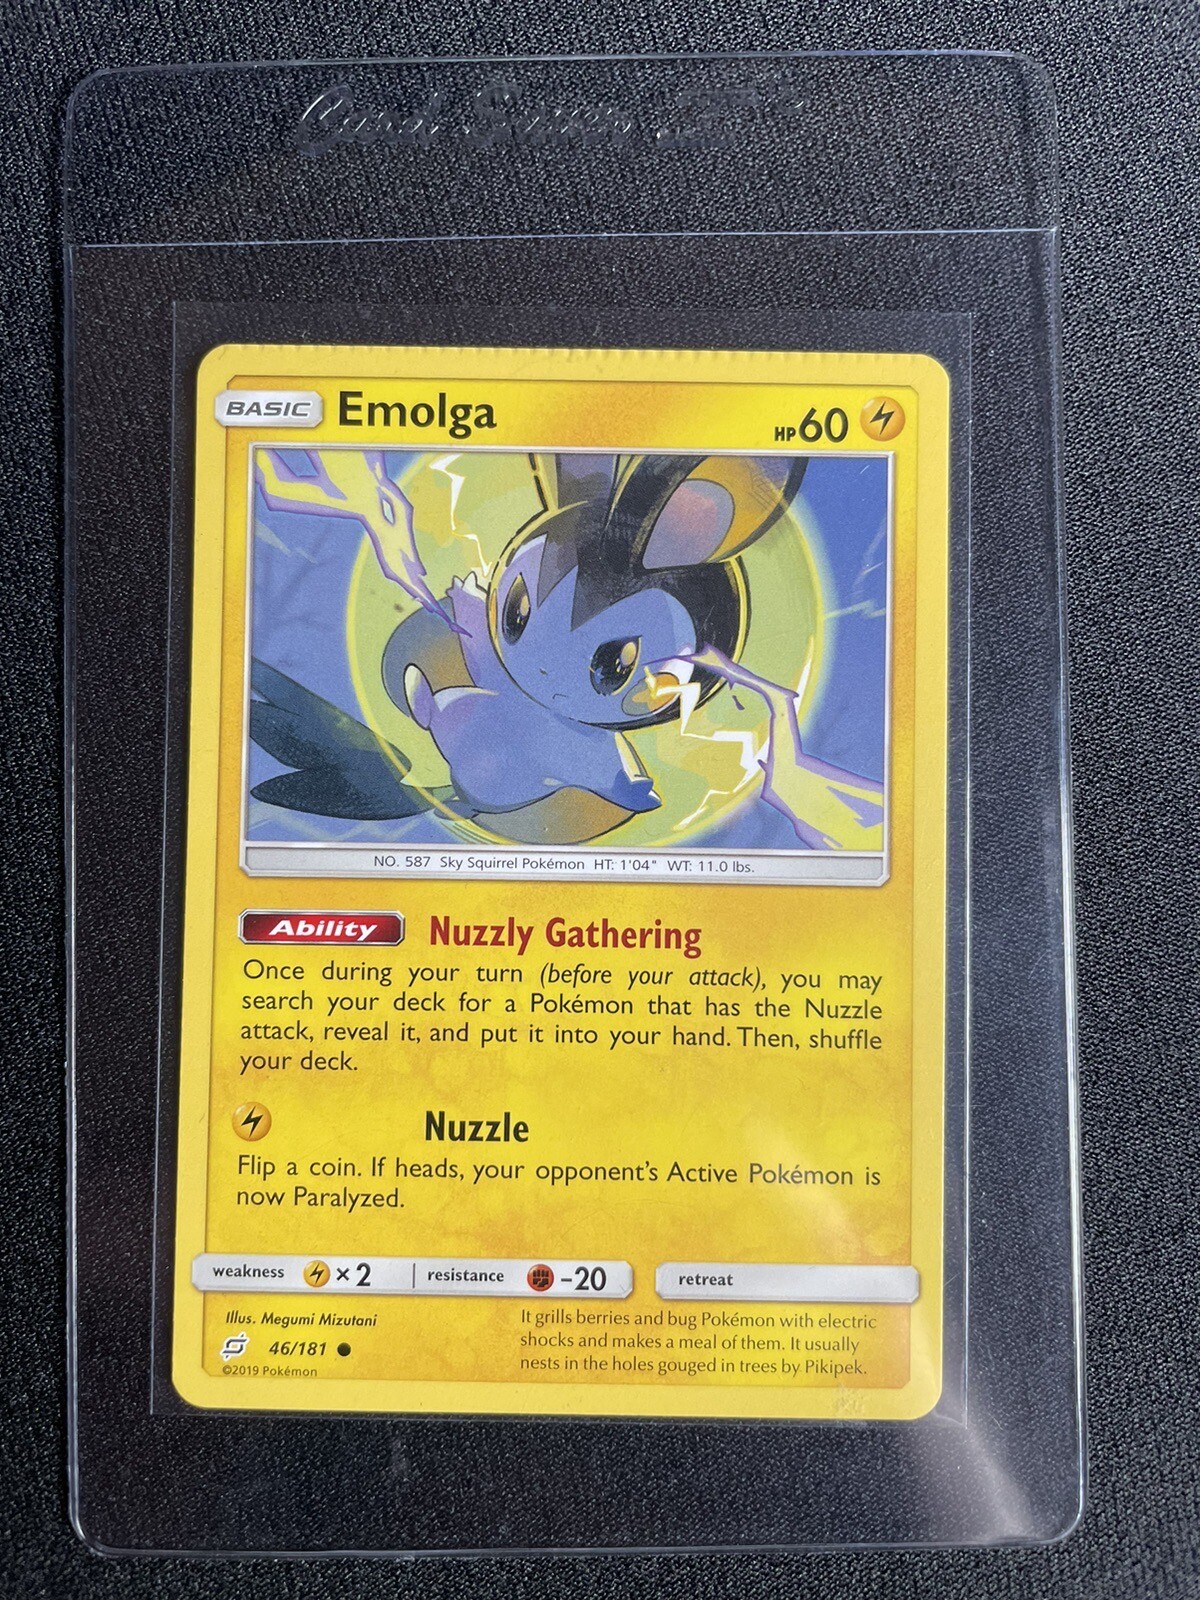 Card Saver
BASIC Emolga HP60
NO. 587 Sky Squirrel Pokémon HT: 1'04" WT: 11.0 lbs.
Ability Nuzzly Gathering
Once during your turn (before your attack), you may
search your deck for a Pokémon that has the Nuzzle
attack, reveal it, and put it into your hand. Then, shuffle
your deck.
Nuzzle
Flip a coin. If heads, your opponent's Active Pokémon is
now Paralyzed.
weakness ×2 resistance -20 retreat
Illus. Megumi Mizutani
46/181
©2019 Pokémon
It grills berries and bug Pokémon with electric
shocks and makes a meal of them. It usually
nests in the holes gouged in trees by Pikipek.